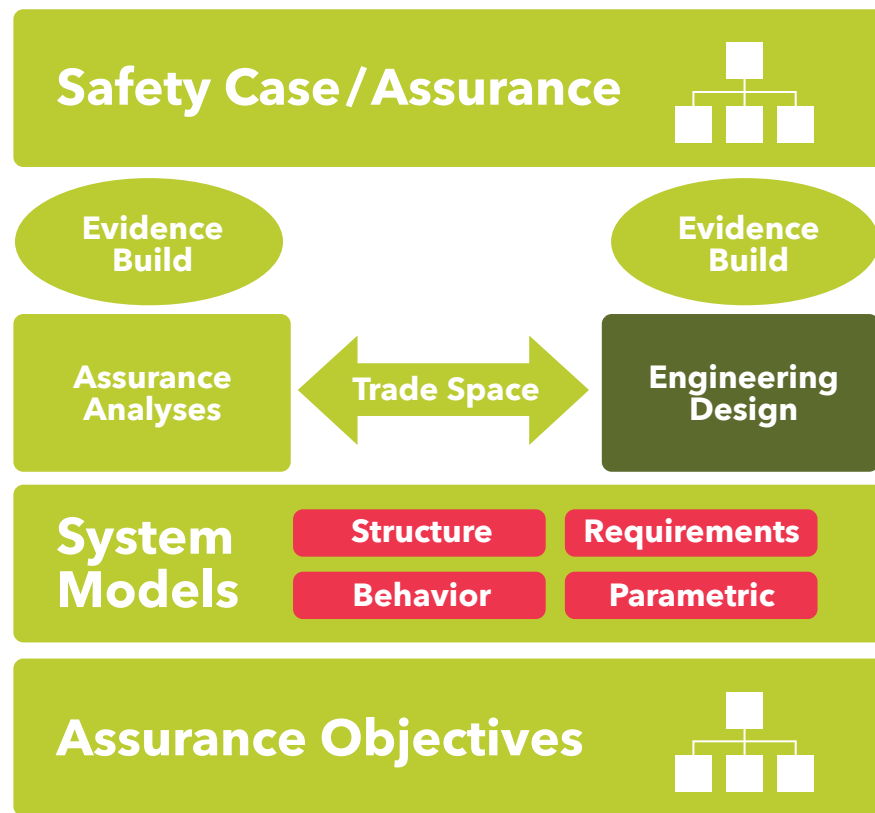 Safety Case/Assurance
Evidence
Build
Evidence
Build
Assurance
Analyses
Trade Space
Engineering
Design
System
Models
Structure
Requirements
Behavior
Parametric
Assurance Objectives